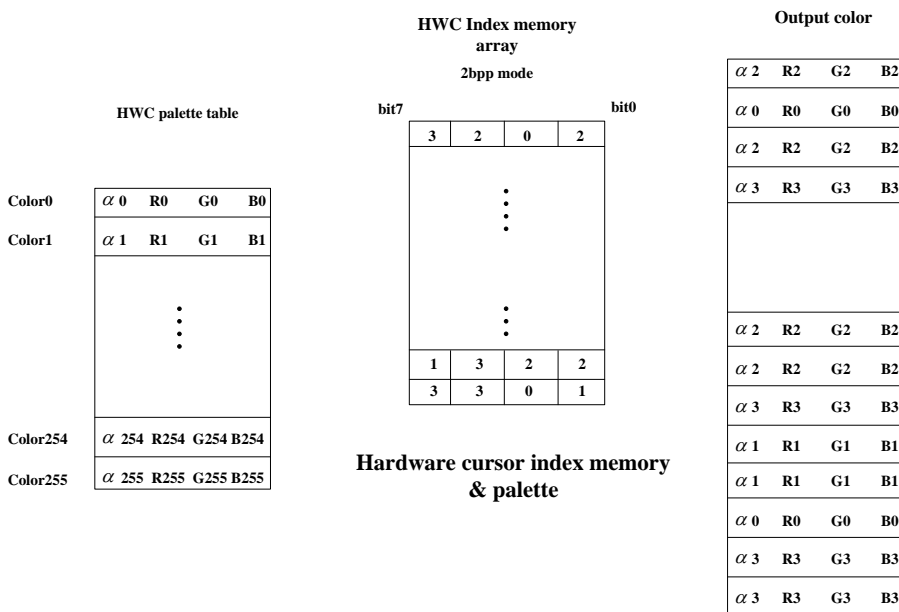 HWC palette table
Color0 α 0 R0 G0 B0
Color1 α 1 R1 G1 B1
Color254 α 254 R254 G254 B254
Color255 α 255 R255 G255 B255
HWC Index memory
array
2bpp mode
bit7 bit0
3 2 0 2
1 3 2 2
3 3 0 1
Hardware cursor index memory
& palette
Output color
α 2 R2 G2 B2
α 0 R0 G0 B0
α 2 R2 G2 B2
α 3 R3 G3 B3
α 2 R2 G2 B2
α 2 R2 G2 B2
α 3 R3 G3 B3
α 1 R1 G1 B1
α 1 R1 G1 B1
α 0 R0 G0 B0
α 3 R3 G3 B3
α 3 R3 G3 B3